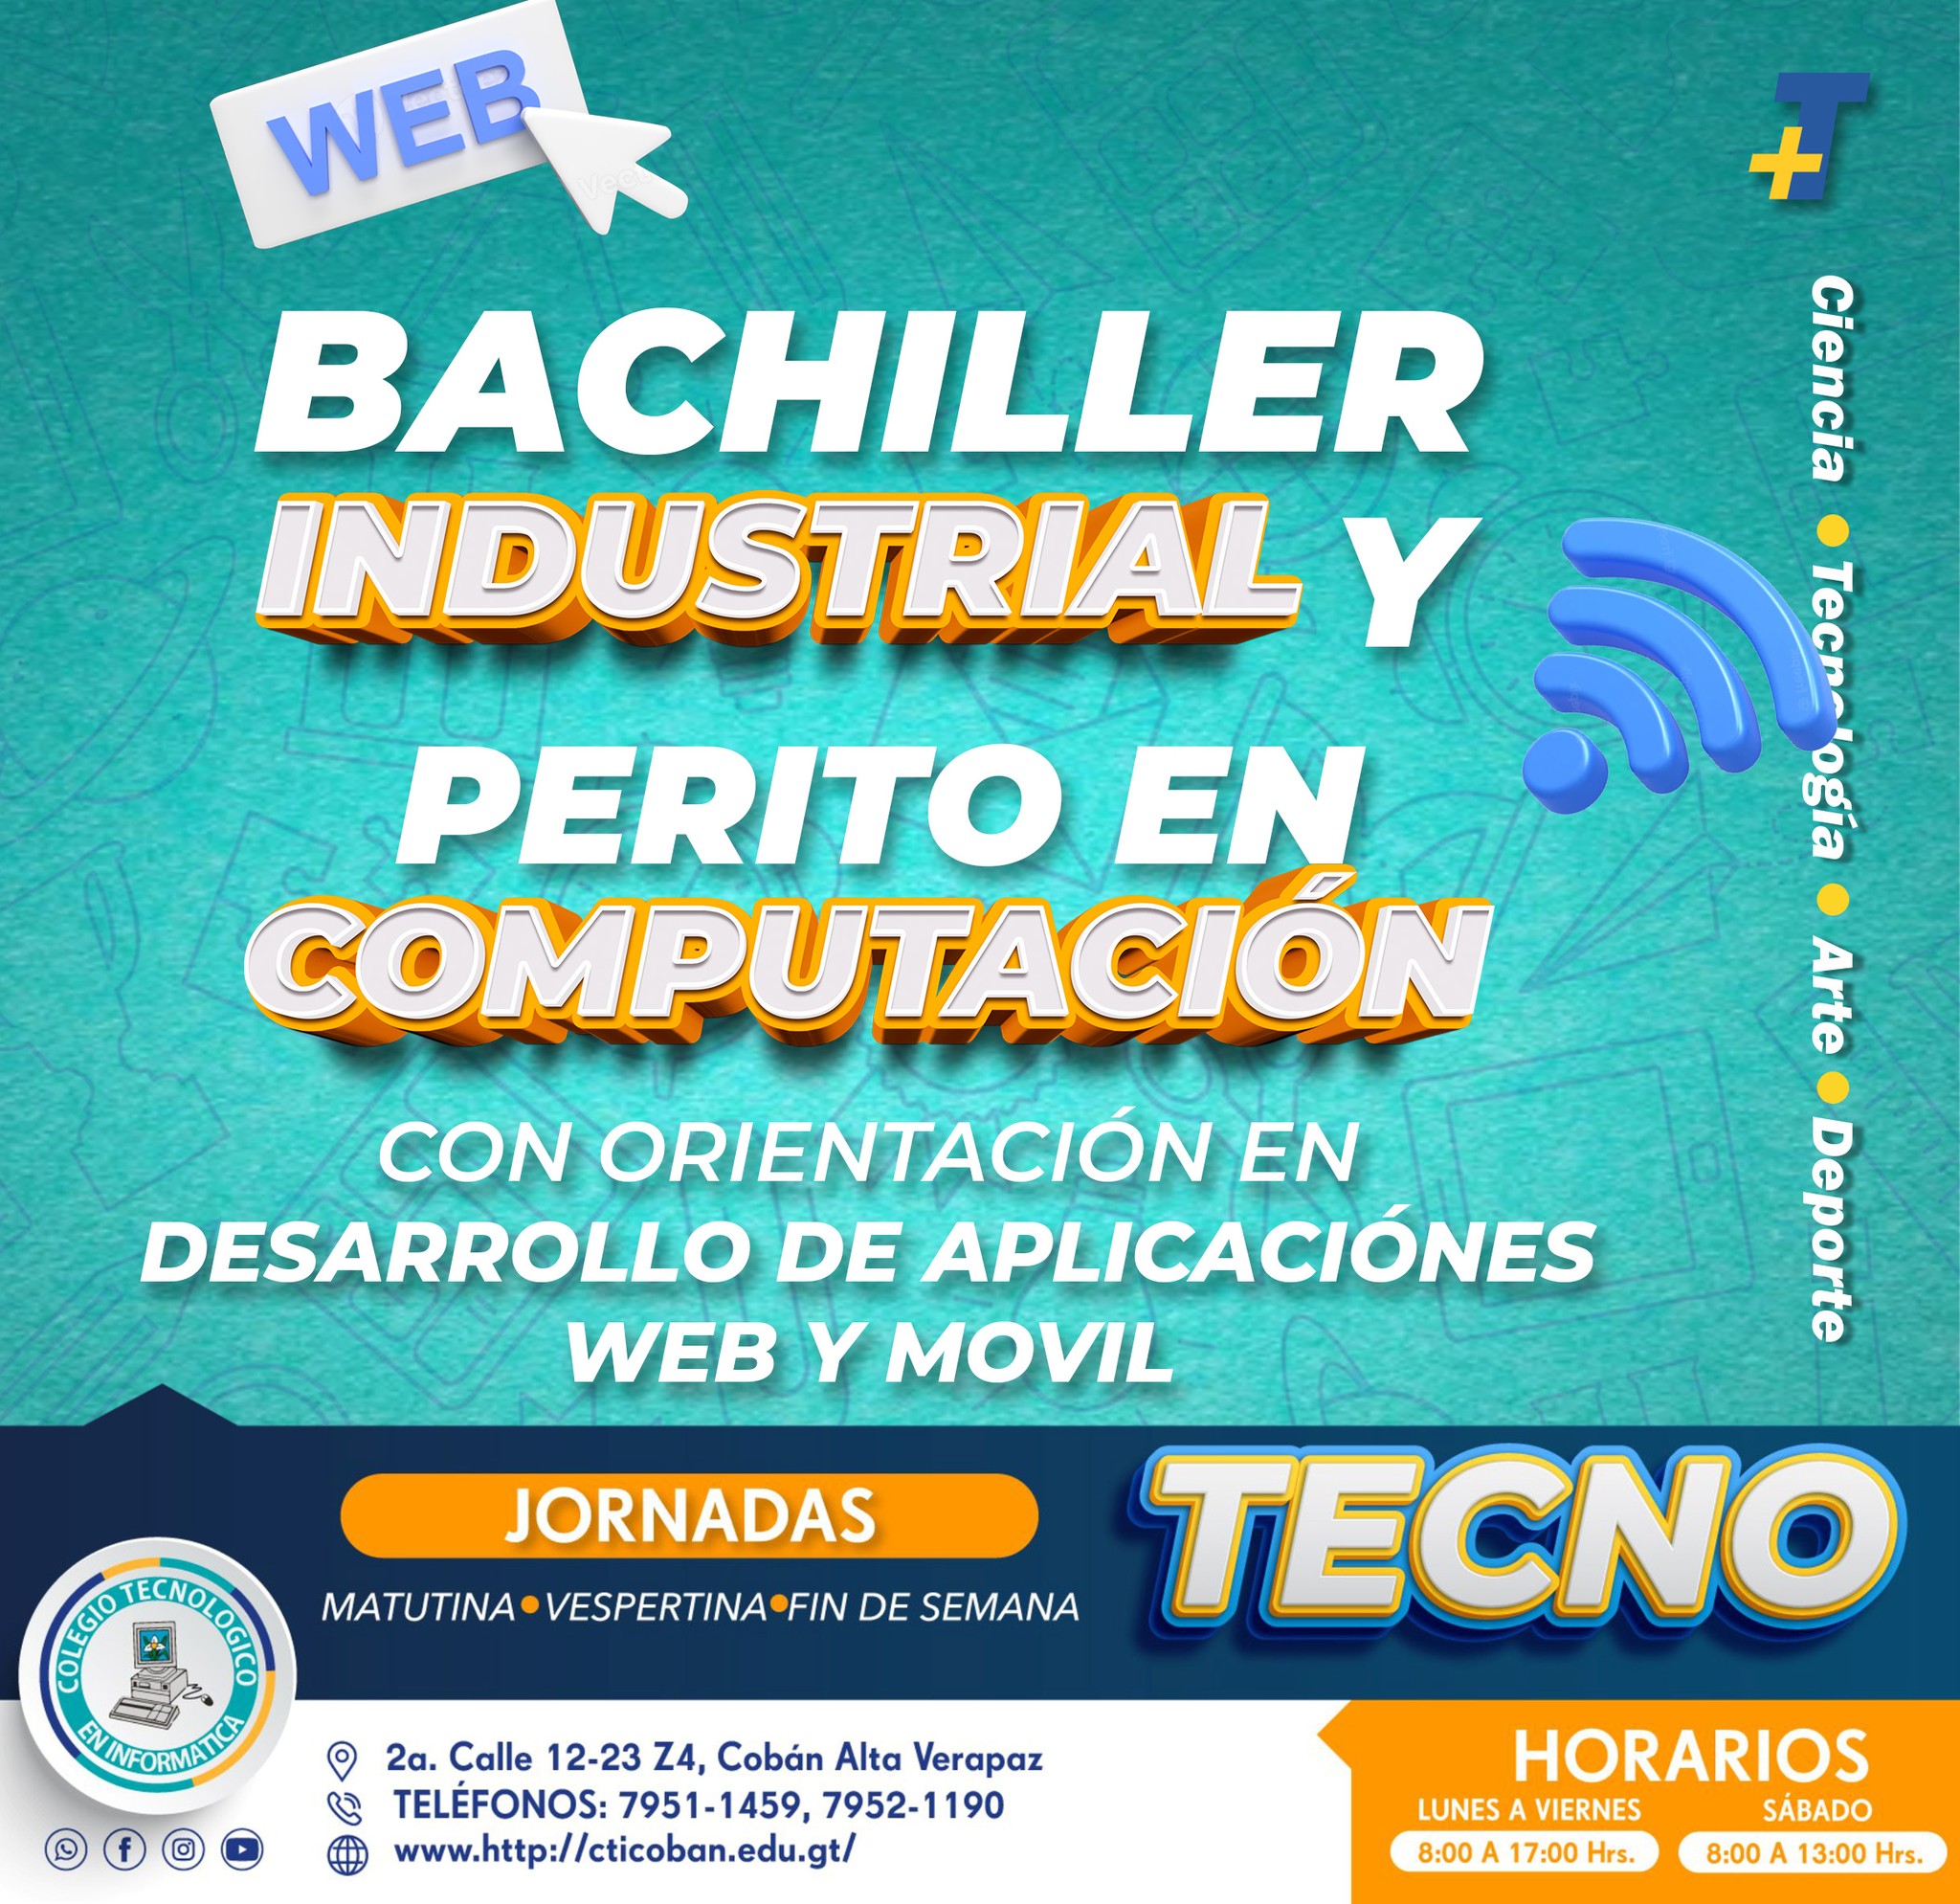 WEB
T+
BACHILLER
INDUSTRIAL Y
PERITO EN
COMPUTACIÓN
CON ORIENTACIÓN EN
DESARROLLO DE APLICACIÓNES
WEB Y MOVIL
Ciencia • Tecnología • Arte • Deporte
JORNADAS
MATUTINA•VESPERTINA•FIN DE SEMANA
TECNO
COLEGIO TECNOLOGICO
EN INFORMATICA
2a. Calle 12-23 Z4, Cobán Alta Verapaz
TELÉFONOS: 7951-1459, 7952-1190
www.http://cticoban.edu.gt/
HORARIOS
LUNES A VIERNES
8:00 A 17:00 Hrs.
SÁBADO
8:00 A 13:00 Hrs.